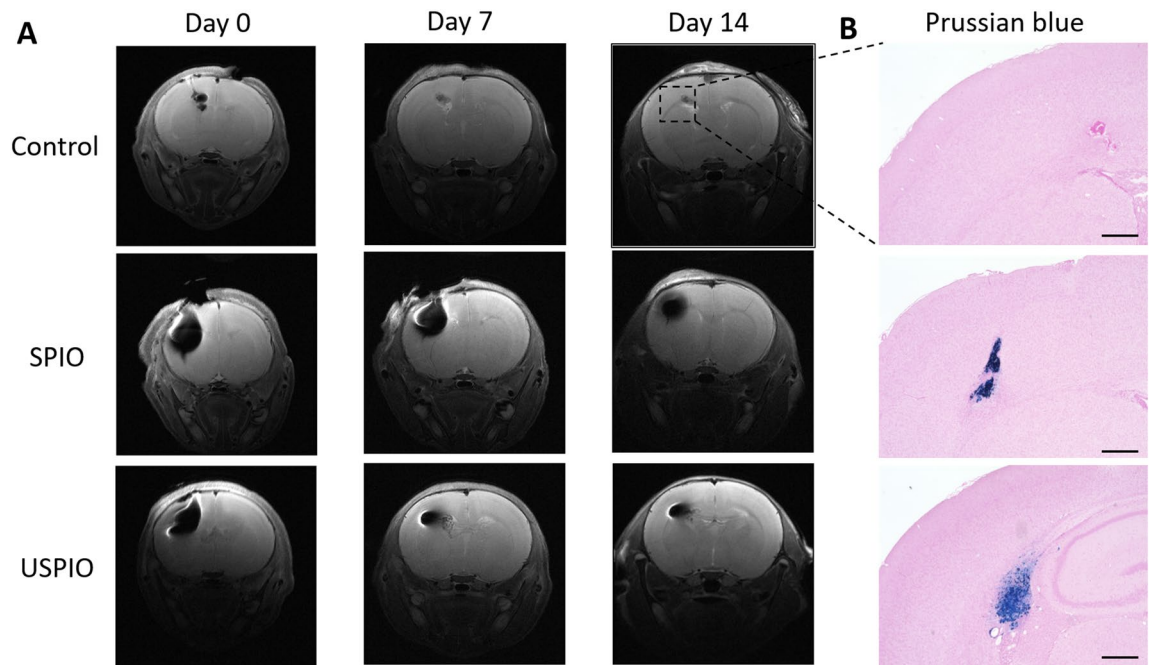 A
Day 0
Day 7
Day 14
B
Prussian blue
Control
SPIO
USPIO